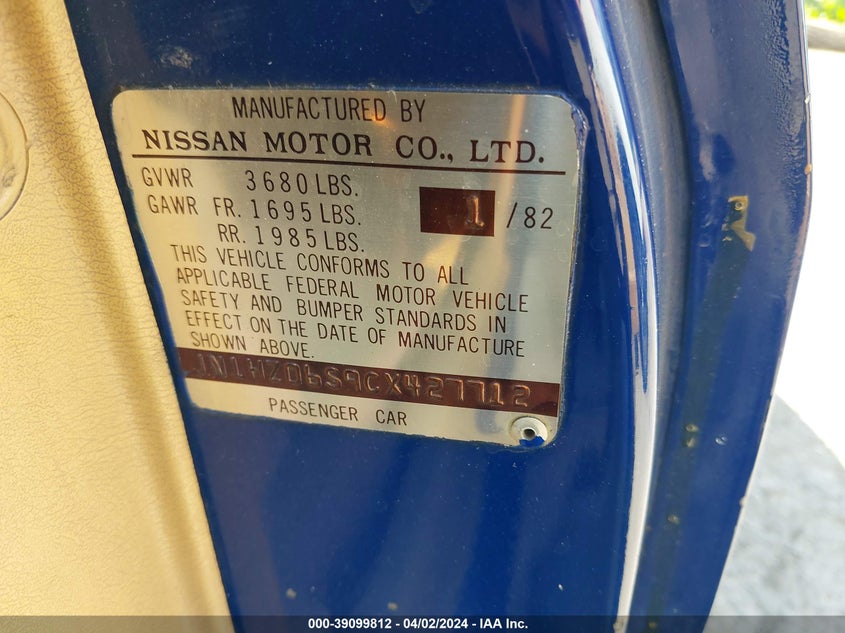 MANUFACTURED BY
NISSAN MOTOR CO., LTD.
GVWR 3680 LBS.
GAWR FR. 1695 LBS. 1 / 82
RR. 1985 LBS.
THIS VEHICLE CONFORMS TO ALL
APPLICABLE FEDERAL MOTOR VEHICLE
SAFETY AND BUMPER STANDARDS IN
EFFECT ON THE DATE OF MANUFACTURE
SHOWN ABOVE.
JN1HZ06S9CX427712
PASSENGER CAR
000-39099812 - 04/02/2024 - IAA Inc.